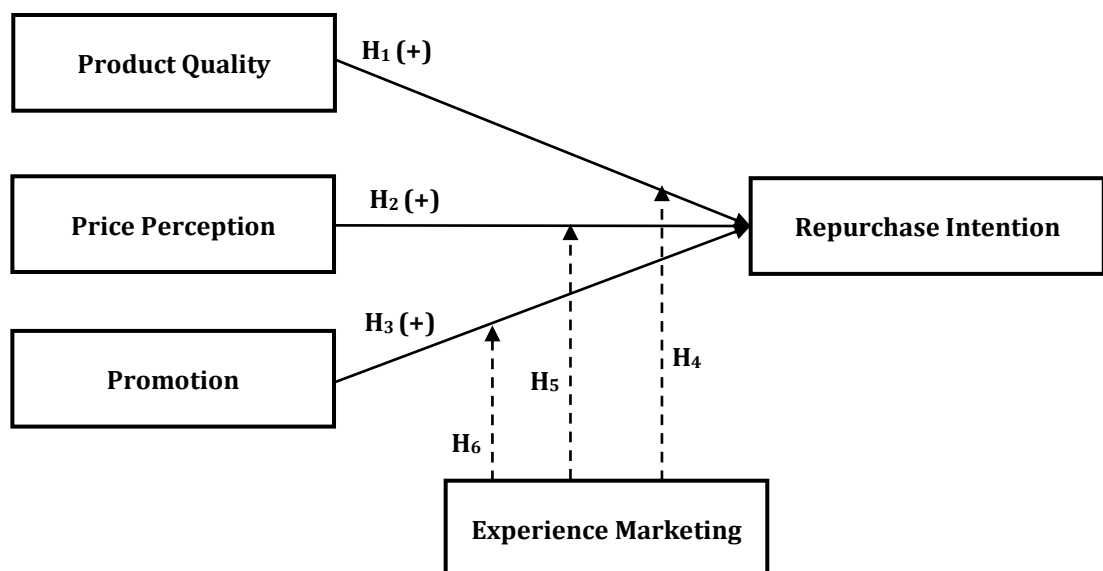 Product Quality
H₁ (+)
Price Perception
H₂ (+)
Repurchase Intention
Promotion
H₃ (+)
H₄
H₅
H₆
Experience Marketing